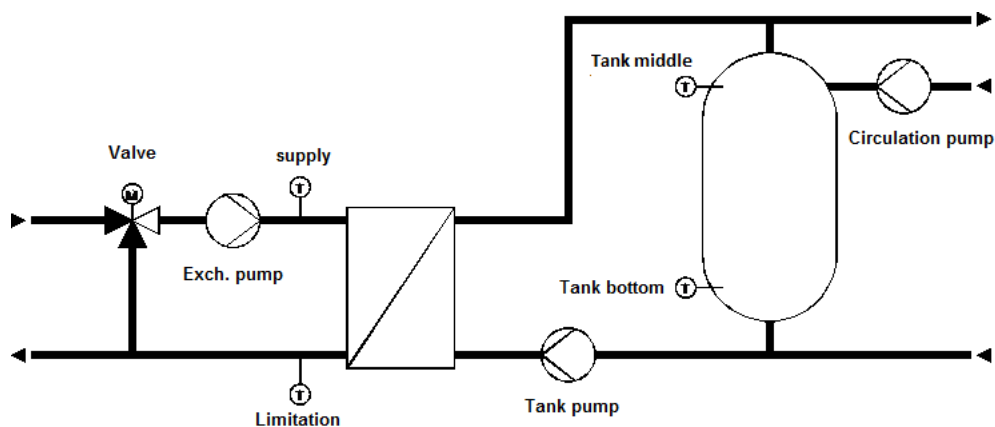 Tank middle
T
Circulation pump
Valve
M
supply
T
Exch. pump
Tank bottom
T
T
Limitation
Tank pump